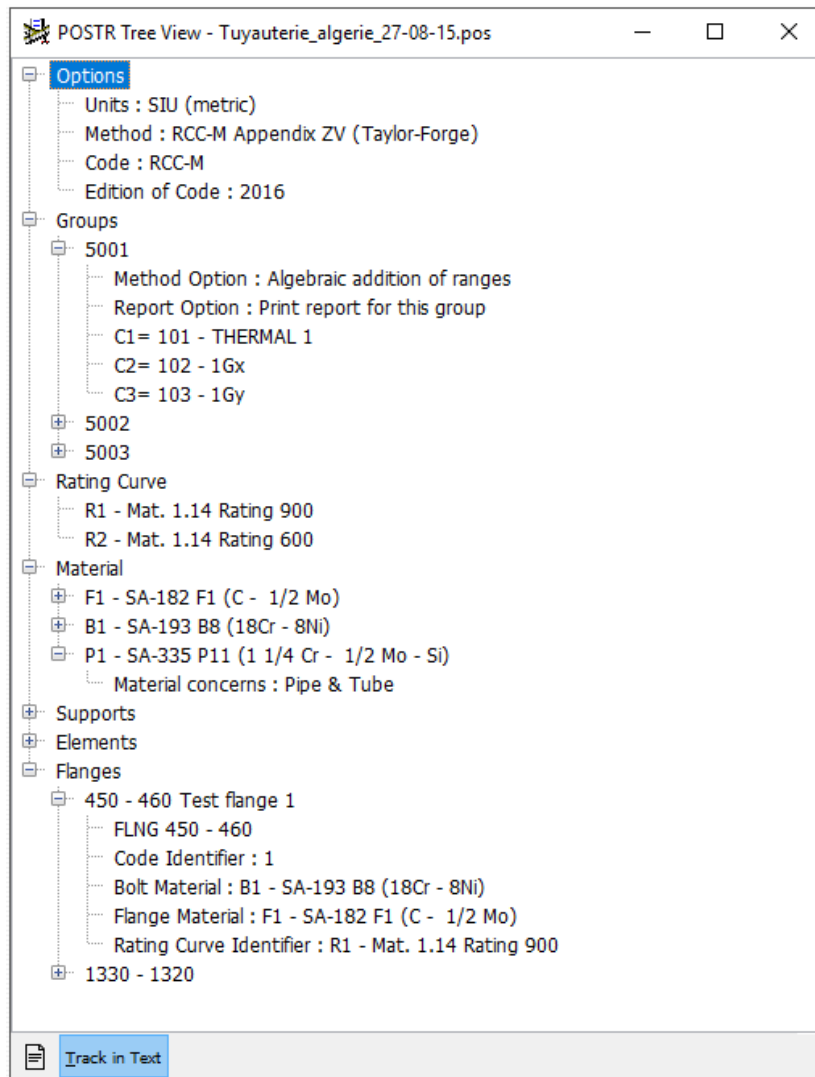 POSTR Tree View - Tuyauterie_algerie_27-08-15.pos
Options
Units : SIU (metric)
Method : RCC-M Appendix ZV (Taylor-Forge)
Code : RCC-M
Edition of Code : 2016
Groups
5001
Method Option : Algebraic addition of ranges
Report Option : Print report for this group
C1= 101 - THERMAL 1
C2= 102 - 1Gx
C3= 103 - 1Gy
5002
5003
Rating Curve
R1 - Mat. 1.14 Rating 900
R2 - Mat. 1.14 Rating 600
Material
F1 - SA-182 F1 (C -  1/2 Mo)
B1 - SA-193 B8 (18Cr - 8Ni)
P1 - SA-335 P11 (1 1/4 Cr -  1/2 Mo - Si)
Material concerns : Pipe & Tube
Supports
Elements
Flanges
450 - 460 Test flange 1
FLNG 450 - 460
Code Identifier : 1
Bolt Material : B1 - SA-193 B8 (18Cr - 8Ni)
Flange Material : F1 - SA-182 F1 (C -  1/2 Mo)
Rating Curve Identifier : R1 - Mat. 1.14 Rating 900
1330 - 1320
Track in Text